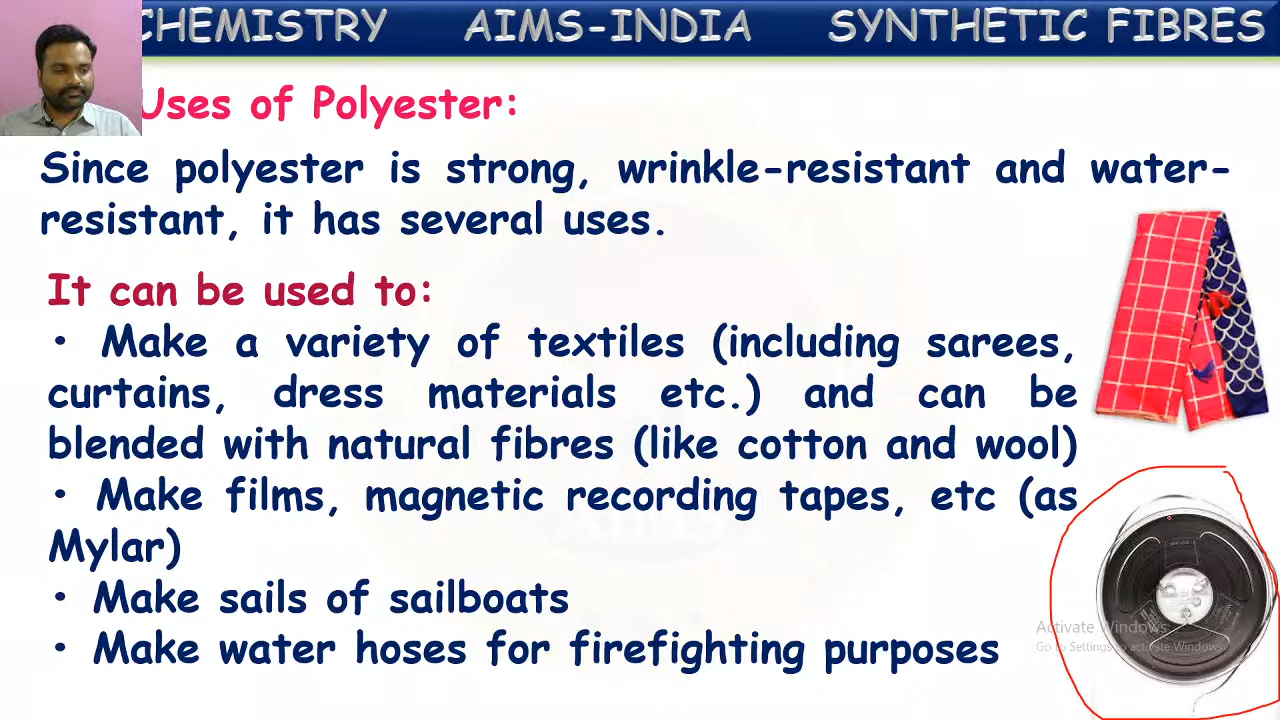 CHEMISTRY AIMS-INDIA SYNTHETIC FIBRES
Uses of Polyester:
Since polyester is strong, wrinkle-resistant and water-
resistant, it has several uses.
It can be used to:
• Make a variety of textiles (including sarees,
curtains, dress materials etc.) and can be
blended with natural fibres (like cotton and wool)
• Make films, magnetic recording tapes, etc (as
Mylar)
• Make sails of sailboats
• Make water hoses for firefighting purposes
AIMS
Activate Windows
Go to Settings to activate Windows.